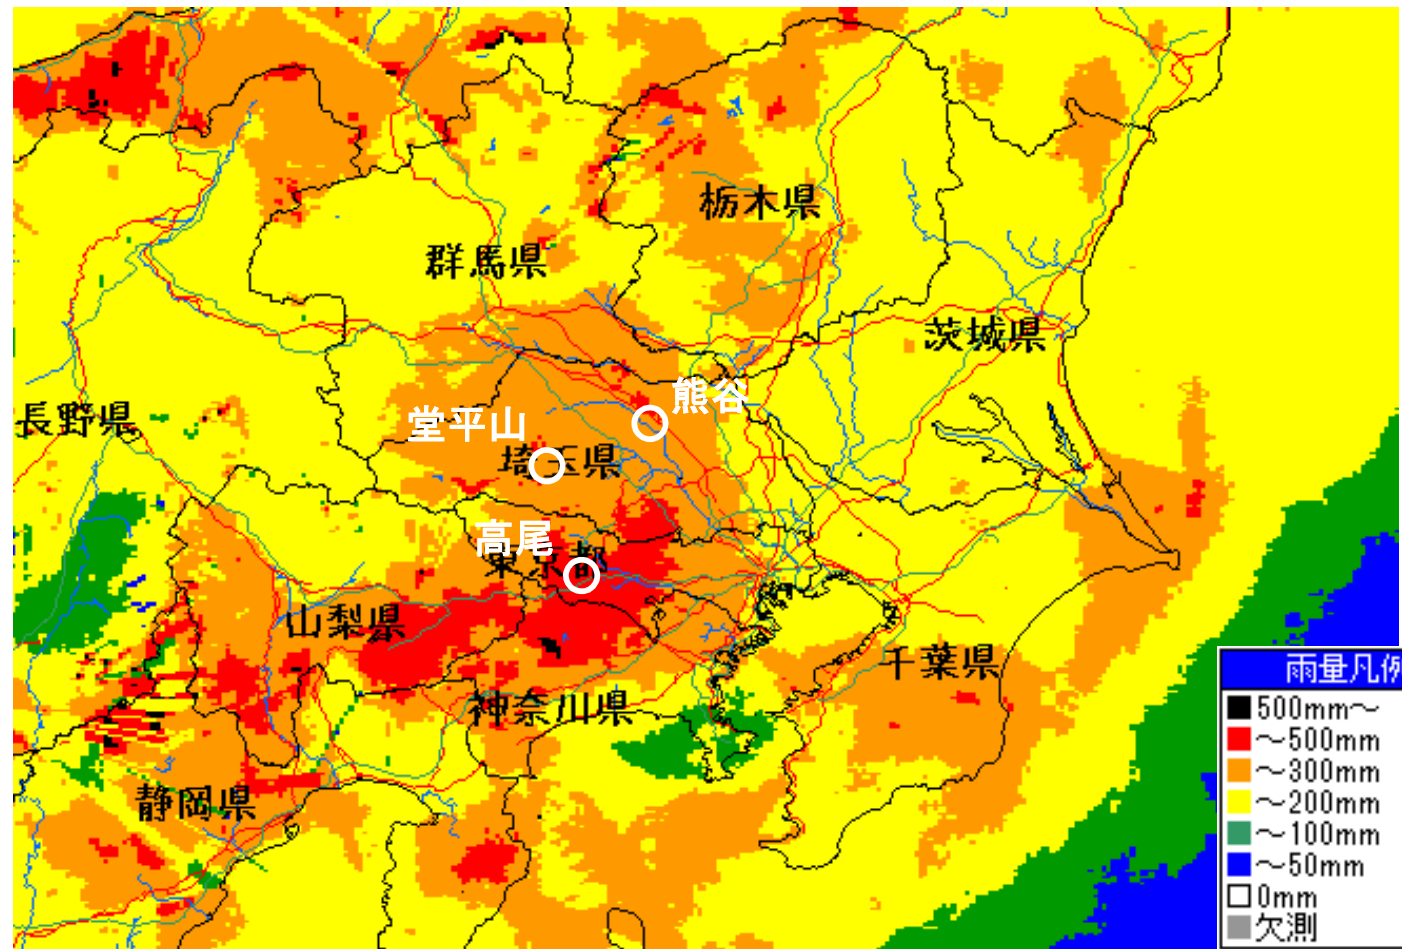 栃木県
群馬県
茨城県
熊谷
長野県
堂平山
埼玉県
高尾
東京都
山梨県
千葉県
神奈川県
静岡県
雨量凡例
500mm～
～500mm
～300mm
～200mm
～100mm
～50mm
0mm
欠測